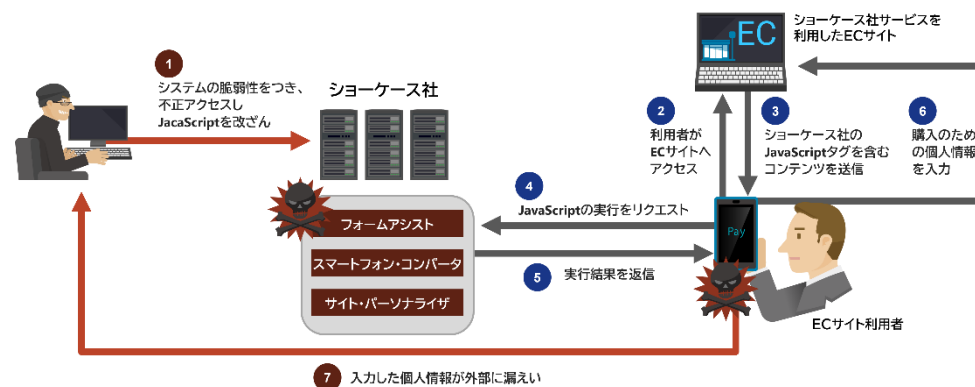 1
システムの脆弱性をつき、
不正アクセスし
JacaScriptを改ざん
ショーケース社
EC
ショーケース社サービスを
利用したECサイト
2
利用者が
ECサイトへ
アクセス
3
ショーケース社の
JavaScriptタグを含む
コンテンツを送信
6
購入のため
の個人情報
を入力
4
JavaScriptの実行をリクエスト
フォームアシスト
スマートフォン・コンバータ
サイト・パーソナライザ
5
実行結果を返信
Pay
ECサイト利用者
7
入力した個人情報が外部に漏えい